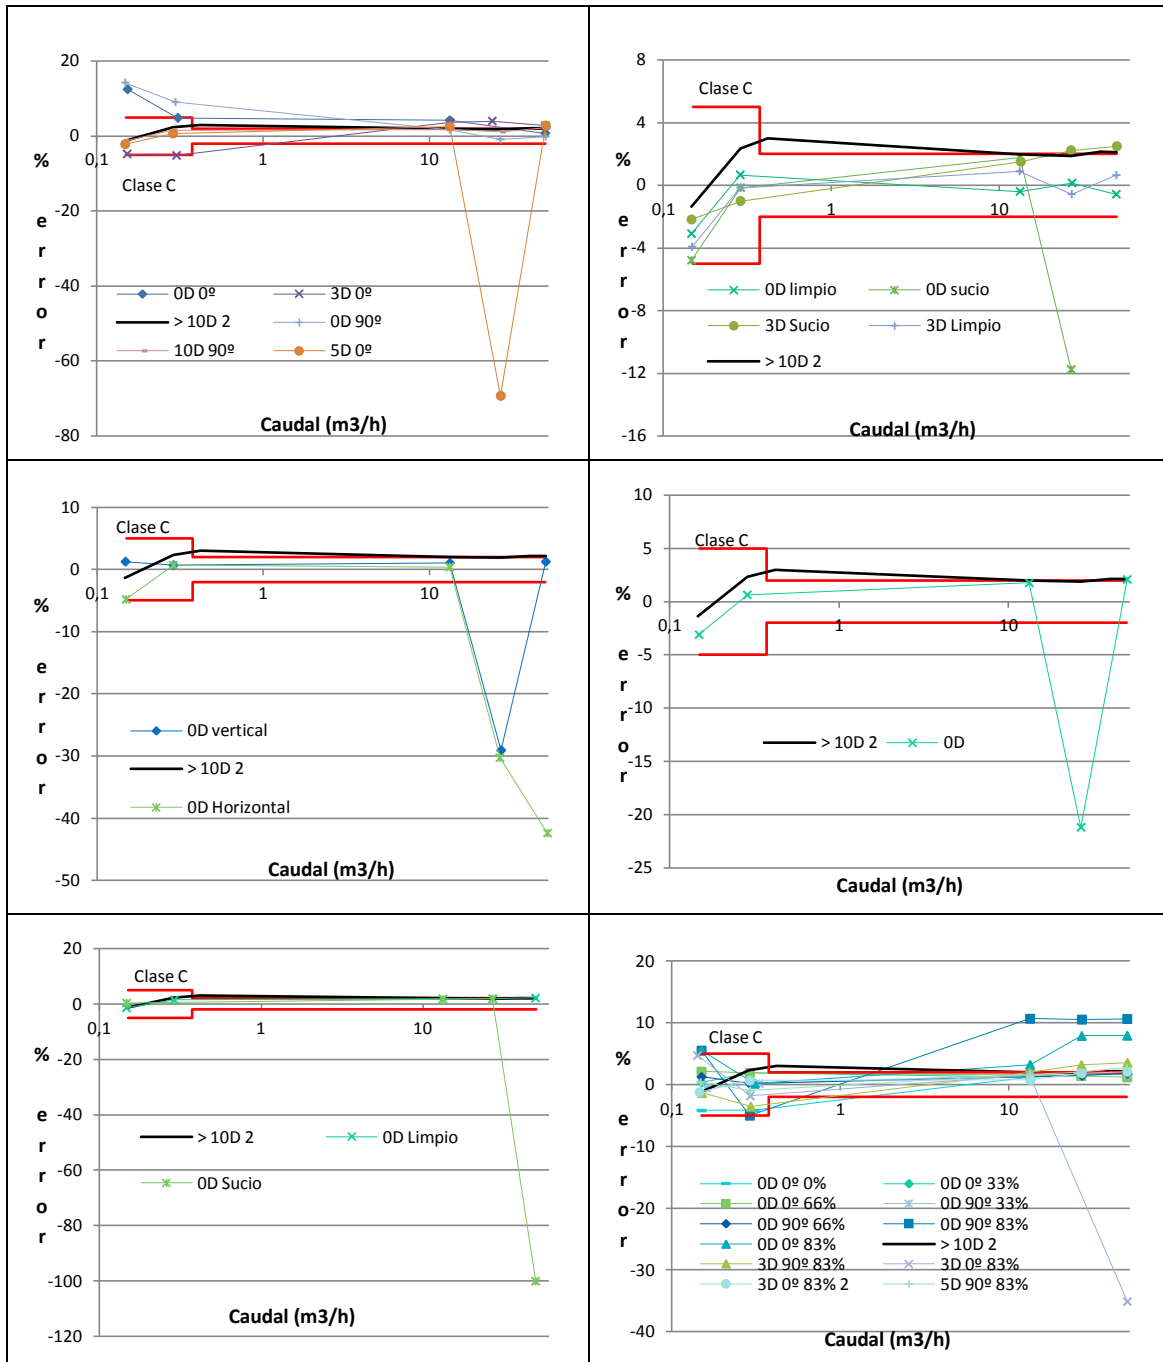 20
0
-20
-40
-60
-80
0,1
1
10
Clase C
% error
0D 0º
3D 0º
> 10D 2
0D 90º
10D 90º
5D 0º
Caudal (m3/h)
8
4
0
-4
-8
-12
-16
0,1
1
10
Clase C
% error
0D limpio
0D sucio
3D Sucio
3D Limpio
> 10D 2
Caudal (m3/h)
10
0
-10
-20
-30
-40
-50
0,1
1
10
Clase C
% error
0D vertical
> 10D 2
0D Horizontal
Caudal (m3/h)
10
5
0
-5
-10
-15
-20
-25
0,1
1
10
Clase C
% error
> 10D 2
0D
Caudal (m3/h)
20
0
-20
-40
-60
-80
-100
-120
0,1
1
10
Clase C
% error
> 10D 2
0D Limpio
0D Sucio
Caudal (m3/h)
20
10
0
-10
-20
-30
-40
0,1
1
10
Clase C
% error
0D 0º 0%
0D 0º 33%
0D 0º 66%
0D 90º 33%
0D 90º 66%
0D 90º 83%
0D 0º 83%
> 10D 2
3D 90º 83%
3D 0º 83%
3D 0º 83% 2
5D 90º 83%
Caudal (m3/h)